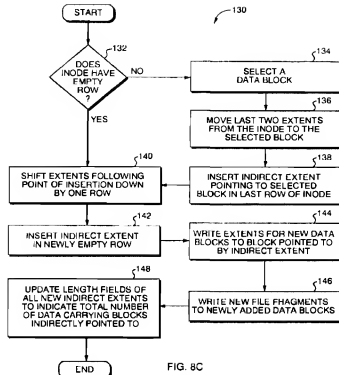 START
130
132
DOES
INODE HAVE
EMPTY
ROW
?
NO
YES
134
SELECT A
DATA BLOCK
136
MOVE LAST TWO EXTENTS
FROM THE INODE TO THE
SELECTED BLOCK
138
INSERT INDIRECT EXTENT
POINTING TO SELECTED
BLOCK IN LAST ROW OF INODE
140
SHIFT EXTENTS FOLLOWING
POINT OF INSERTION DOWN
BY ONE ROW
142
INSERT INDIRECT EXTENT
IN NEWLY EMPTY ROW
144
WRITE EXTENTS FOR NEW DATA
BLOCKS TO BLOCK POINTED TO
BY INDIRECT EXTENT
146
WRITE NEW FILE FRAGMENTS
TO NEWLY ADDED DATA BLOCKS
148
UPDATE LENGTH FIELDS OF
ALL NEW INDIRECT EXTENTS
TO INDICATE TOTAL NUMBER
OF DATA CARRYING BLOCKS
INDIRECTLY POINTED TO
END
FIG. 8C